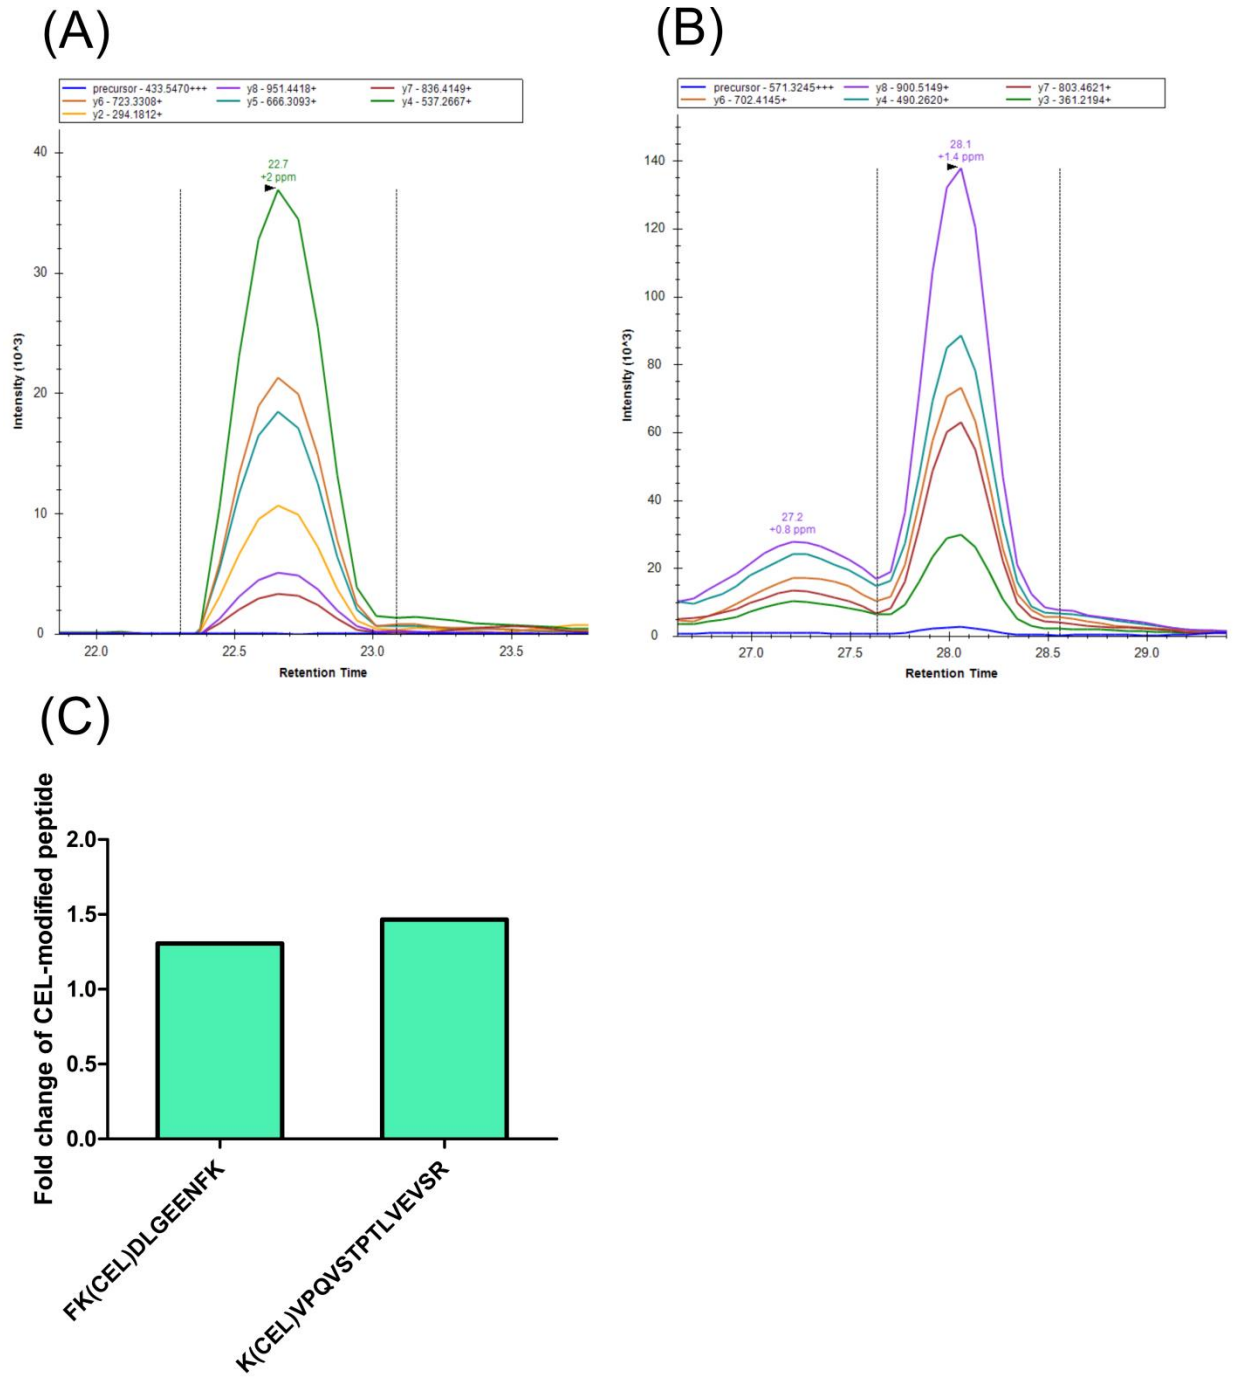 (A)
precursor - 433.5470+++ y8 - 951.4418+ y7 - 836.4149+
y6 - 723.3308+ y5 - 666.3093+ y4 - 537.2667+
y2 - 294.1812+
40
30
20
10
0
Intensity (10^3)
22.7
+2 ppm
22.0 22.5 23.0 23.5
Retention Time
(B)
precursor - 571.3245+++ y8 - 900.5149+ y7 - 803.4621+
y6 - 702.4145+ y4 - 490.2620+ y3 - 361.2194+
140
120
100
80
60
40
20
0
Intensity (10^3)
28.1
+1.4 ppm
27.2
+0.8 ppm
27.0 27.5 28.0 28.5 29.0
Retention Time
(C)
Fold change of CEL-modified peptide
2.0
1.5
1.0
0.5
0.0
FK(CEL)DLGEENFK
K(CEL)VPQVSTPTLVEVSR